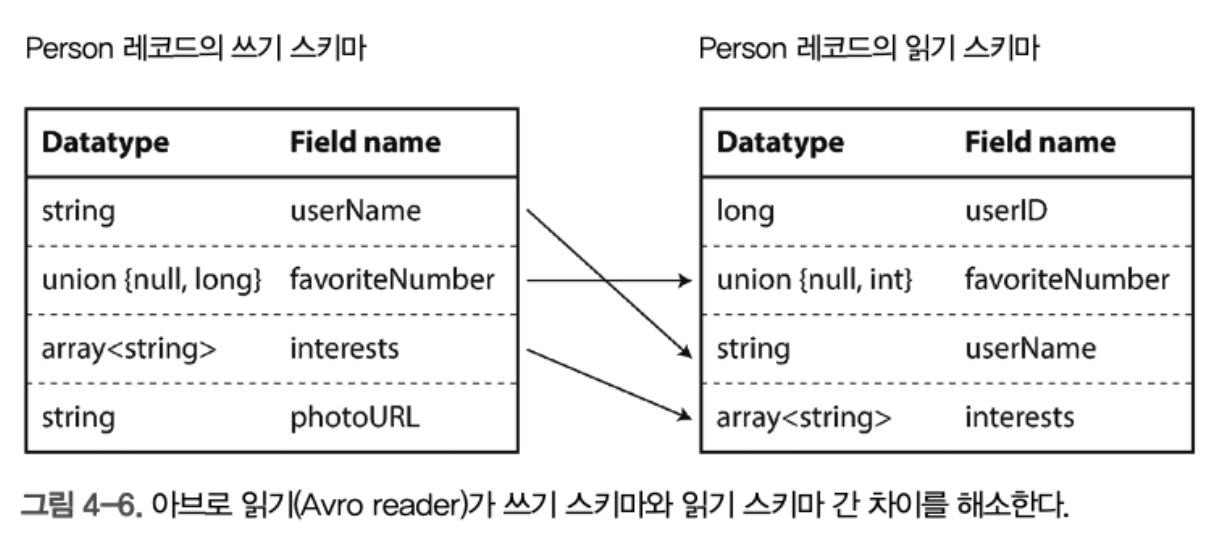 Person 레코드의 쓰기 스키마
Person 레코드의 읽기 스키마
Datatype Field name
string userName
union {null, long} favoriteNumber
array<string> interests
string photoURL
Datatype Field name
long userID
union {null, int} favoriteNumber
string userName
array<string> interests
그림 4-6. 아브로 읽기(Avro reader)가 쓰기 스키마와 읽기 스키마 간 차이를 해소한다.